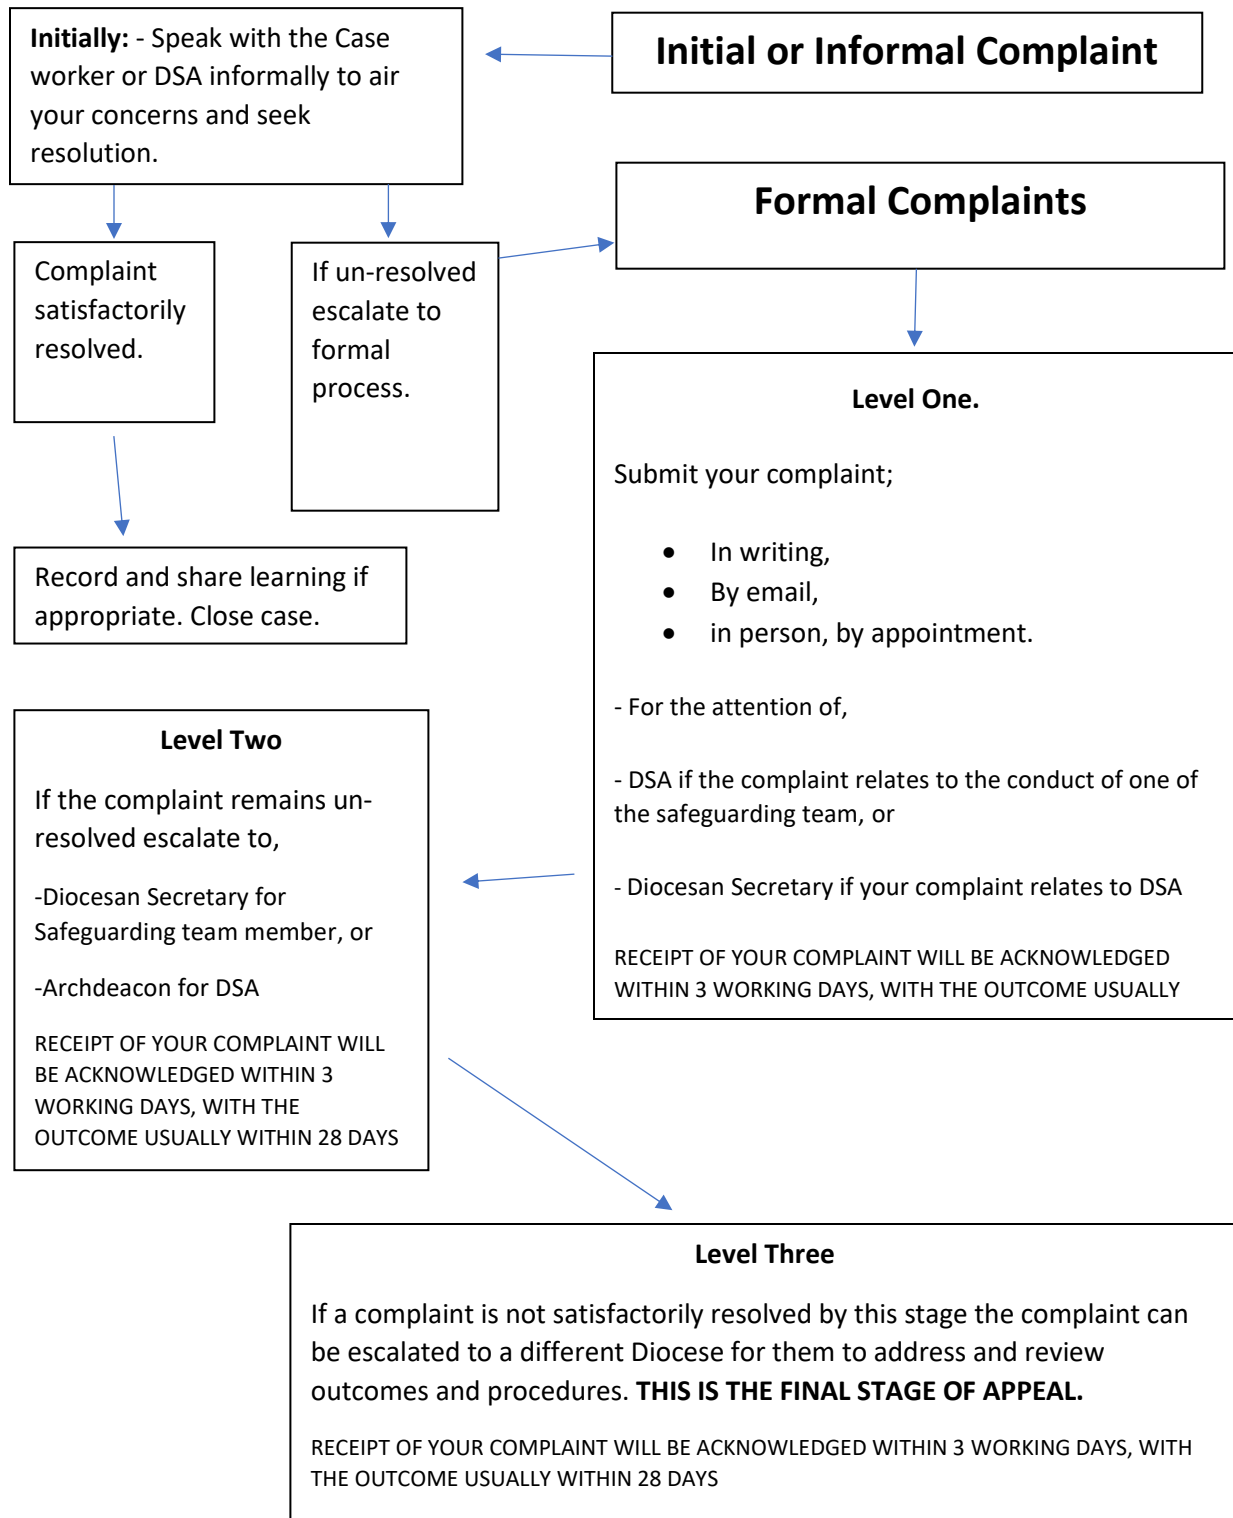 Initial or Informal Complaint
Initially: - Speak with the Case
worker or DSA informally to air
your concerns and seek
resolution.
Complaint
satisfactorily
resolved.
Record and share learning if
appropriate. Close case.
If un-resolved
escalate to
formal
process.
Formal Complaints
Level One.
Submit your complaint;
• In writing,
• By email,
• in person, by appointment.
- For the attention of,
- DSA if the complaint relates to the conduct of one of
the safeguarding team, or
- Diocesan Secretary if your complaint relates to DSA
RECEIPT OF YOUR COMPLAINT WILL BE ACKNOWLEDGED
WITHIN 3 WORKING DAYS, WITH THE OUTCOME USUALLY
Level Two
If the complaint remains un-
resolved escalate to,
-Diocesan Secretary for
Safeguarding team member, or
-Archdeacon for DSA
RECEIPT OF YOUR COMPLAINT WILL
BE ACKNOWLEDGED WITHIN 3
WORKING DAYS, WITH THE
OUTCOME USUALLY WITHIN 28 DAYS
Level Three
If a complaint is not satisfactorily resolved by this stage the complaint can
be escalated to a different Diocese for them to address and review
outcomes and procedures. THIS IS THE FINAL STAGE OF APPEAL.
RECEIPT OF YOUR COMPLAINT WILL BE ACKNOWLEDGED WITHIN 3 WORKING DAYS, WITH
THE OUTCOME USUALLY WITHIN 28 DAYS